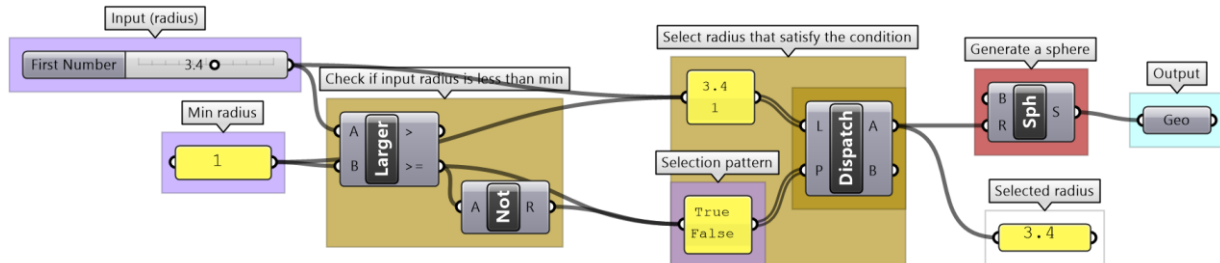 Input (radius)
First Number
3.4
Min radius
1
Check if input radius is less than min
A
B
Larger
>
>=
A
Not
R
Select radius that satisfy the condition
3.4
1
Selection pattern
True
False
L
P
Dispatch
A
B
Generate a sphere
B
R
Sph
S
Output
Geo
Selected radius
3.4